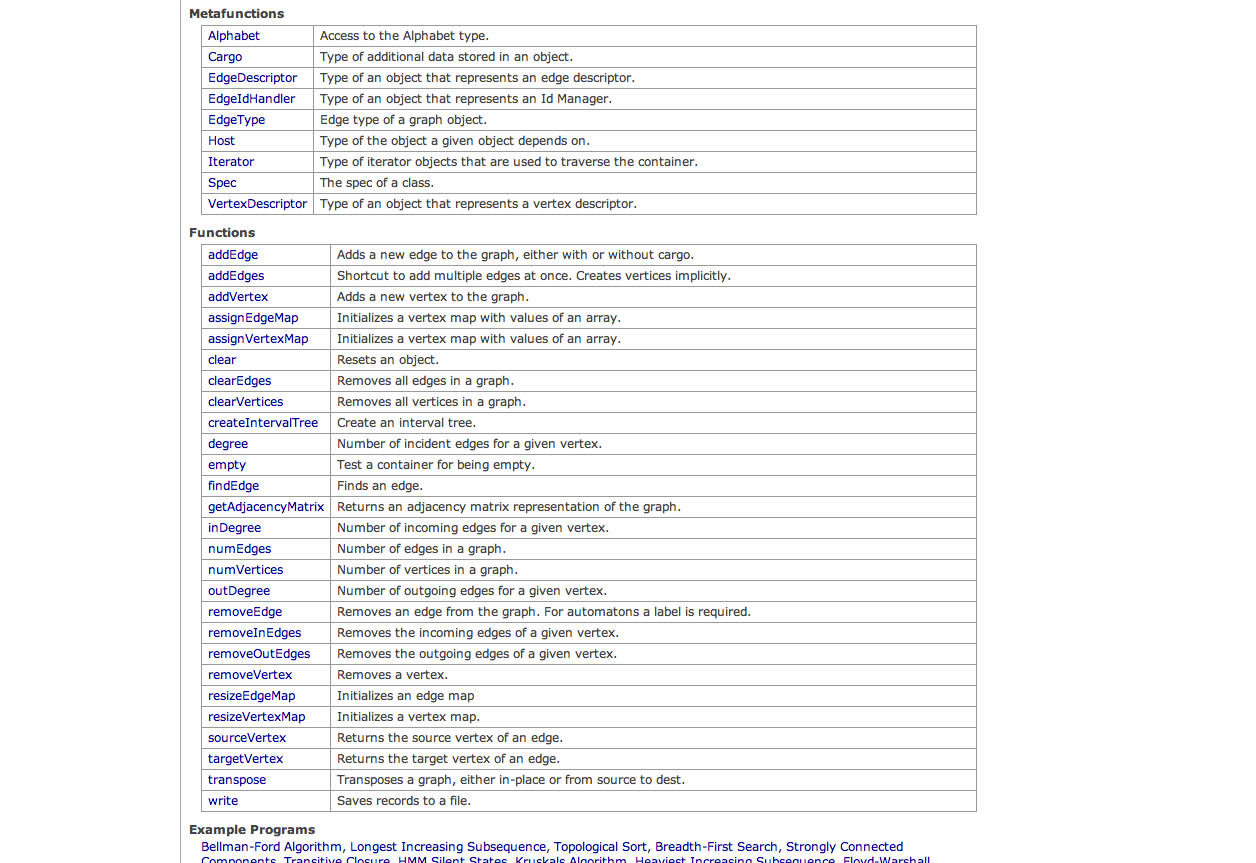 Metafunctions
Alphabet Access to the Alphabet type.
Cargo Type of additional data stored in an object.
EdgeDescriptor Type of an object that represents an edge descriptor.
EdgeIdHandler Type of an object that represents an Id Manager.
EdgeType Edge type of a graph object.
Host Type of the object a given object depends on.
Iterator Type of iterator objects that are used to traverse the container.
Spec The spec of a class.
VertexDescriptor Type of an object that represents a vertex descriptor.
Functions
addEdge Adds a new edge to the graph, either with or without cargo.
addEdges Shortcut to add multiple edges at once. Creates vertices implicitly.
addVertex Adds a new vertex to the graph.
assignEdgeMap Initializes a vertex map with values of an array.
assignVertexMap Initializes a vertex map with values of an array.
clear Resets an object.
clearEdges Removes all edges in a graph.
clearVertices Removes all vertices in a graph.
createIntervalTree Create an interval tree.
degree Number of incident edges for a given vertex.
empty Test a container for being empty.
findEdge Finds an edge.
getAdjacencyMatrix Returns an adjacency matrix representation of the graph.
inDegree Number of incoming edges for a given vertex.
numEdges Number of edges in a graph.
numVertices Number of vertices in a graph.
outDegree Number of outgoing edges for a given vertex.
removeEdge Removes an edge from the graph. For automatons a label is required.
removeInEdges Removes the incoming edges of a given vertex.
removeOutEdges Removes the outgoing edges of a given vertex.
removeVertex Removes a vertex.
resizeEdgeMap Initializes an edge map
resizeVertexMap Initializes a vertex map.
sourceVertex Returns the source vertex of an edge.
targetVertex Returns the target vertex of an edge.
transpose Transposes a graph, either in-place or from source to dest.
write Saves records to a file.
Example Programs
Bellman-Ford Algorithm, Longest Increasing Subsequence, Topological Sort, Breadth-First Search, Strongly Connected
Components, Transitive Closure, HMM Silent States, Kruskals Algorithm, Heaviest Increasing Subsequence, Floyd-Warshall